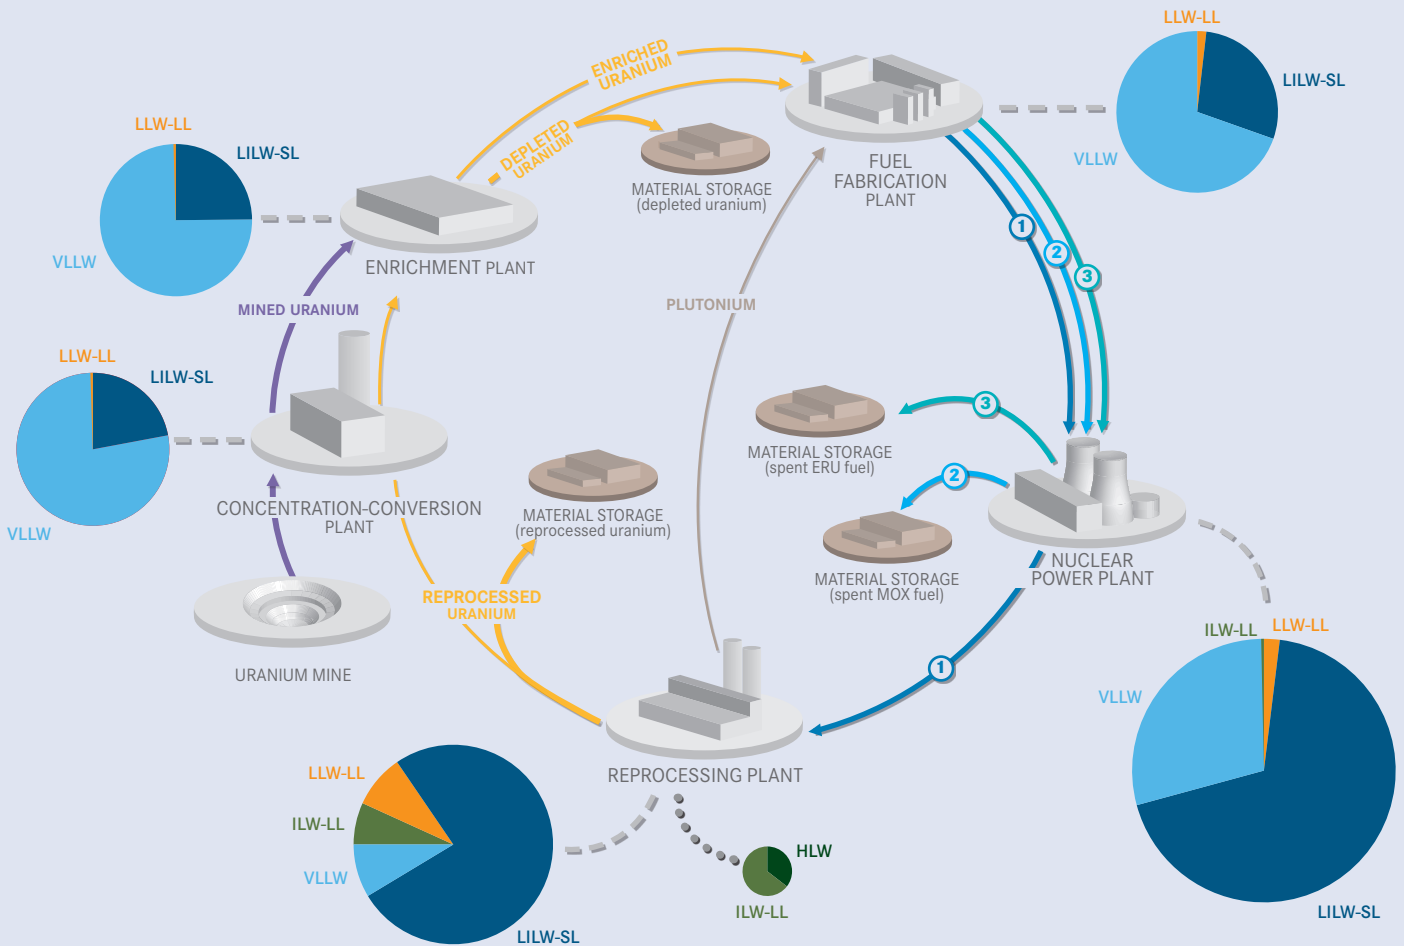 LLW-LL
LILW-SL
VLLW
ENRICHED
URANIUM
DEPLETED
URANIUM
MATERIAL STORAGE
(depleted uranium)
FUEL
FABRICATION
PLANT
LLW-LL
LILW-SL
VLLW
ENRICHMENT PLANT
1
2
3
MINED URANIUM
PLUTONIUM
LLW-LL
LILW-SL
VLLW
CONCENTRATION-CONVERSION
PLANT
3
MATERIAL STORAGE
(spent ERU fuel)
2
MATERIAL STORAGE
(reprocessed uranium)
MATERIAL STORAGE
(spent MOX fuel)
NUCLEAR
POWER PLANT
REPROCESSED
URANIUM
URANIUM MINE
1
ILW-LL
LLW-LL
VLLW
LILW-SL
REPROCESSING PLANT
LLW-LL
ILW-LL
VLLW
LILW-SL
HLW
ILW-LL